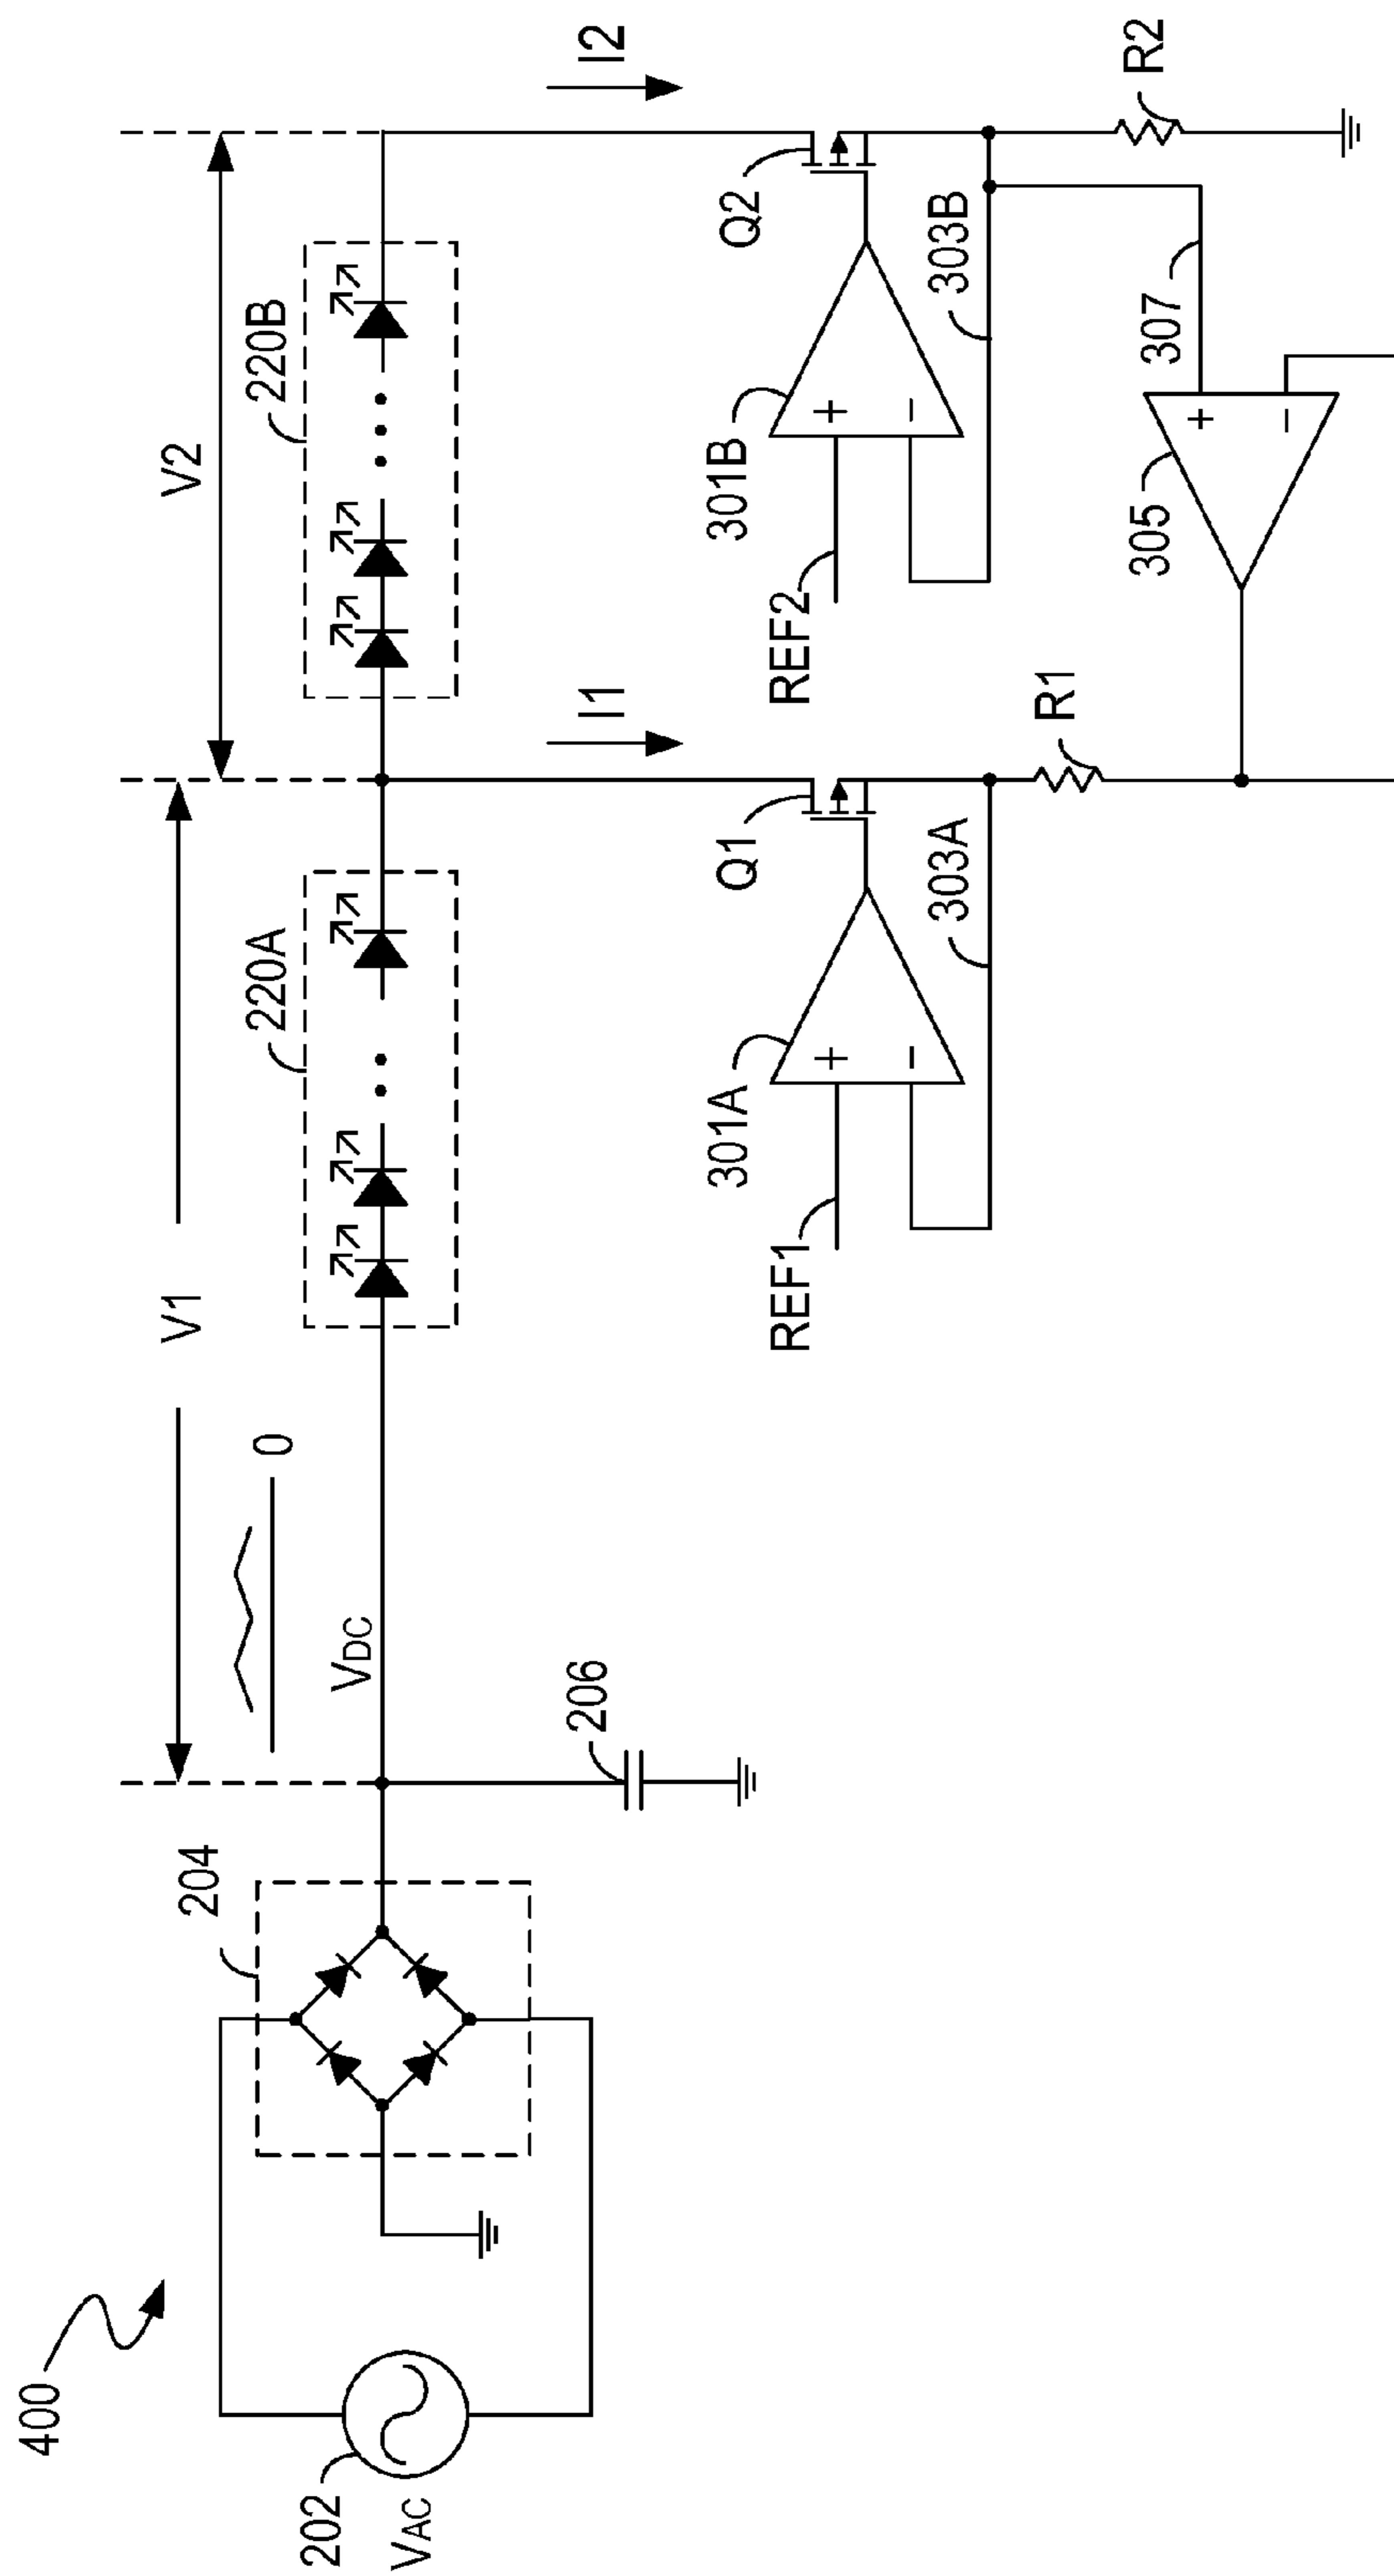 400
202
VAC
204
VDC
206
0
V1
V2
220A
220B
I1
I2
REF1
301A
+
-
Q1
303A
R1
REF2
301B
+
-
Q2
303B
R2
305
307
+
-